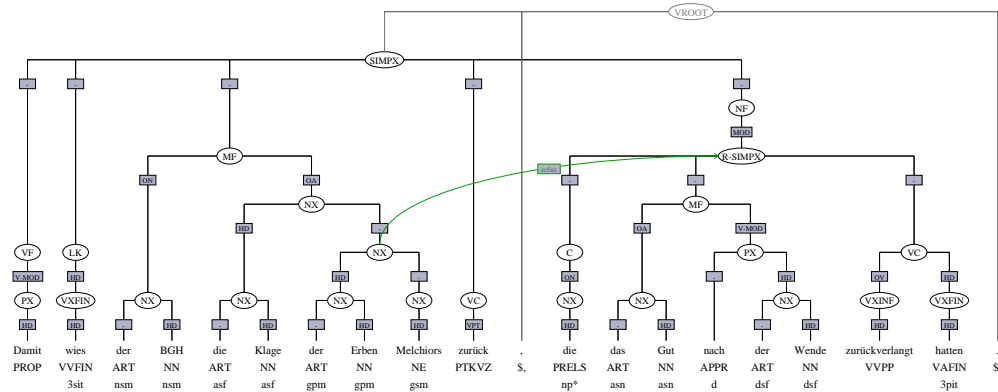 VROOT
SIMPX
- - - - -
NF
MOD
MF R-SIMPX
ON OA refint - - -
NX MF
HD - OA V-MOD
VF LK NX C PX VC
V-MOD HD HD - ON - HD OV HD
PX VXFIN NX NX NX NX VC NX NX NX VXINF VXFIN
HD HD - HD - HD - HD HD VPT HD - HD - HD HD HD
Damit wies der BGH die Klage der Erben Melchiors zurück , die das Gut nach der Wende zurückverlangt hatten .
PROP VVFIN ART NN ART NN ART NN NE PTKVZ $, PRELS ART NN APPR ART NN VVPP VAFIN
3sit nsm nsm asf asf gpm gpm gsm np* asn asn d dsf dsf 3pit